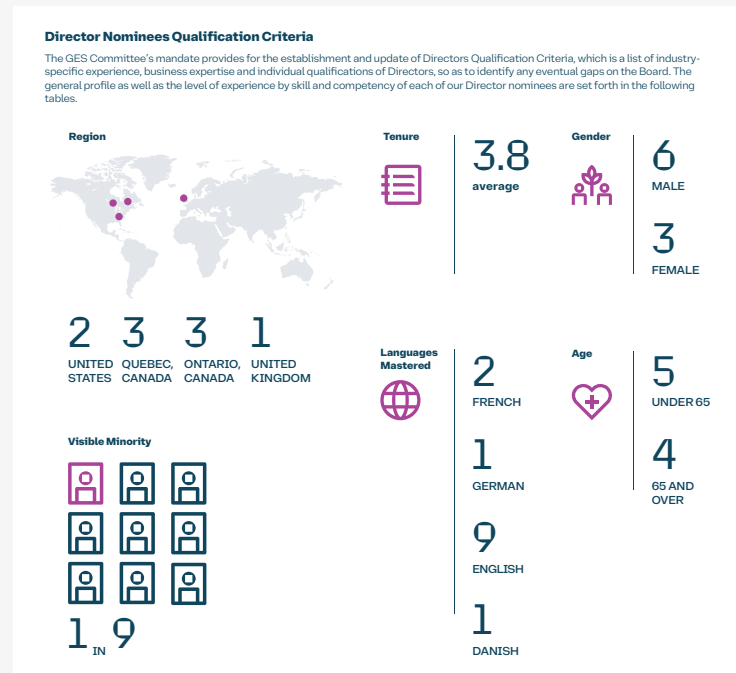 Director Nominees Qualification Criteria
The GES Committee's mandate provides for the establishment and update of Directors Qualification Criteria, which is a list of industry-
specific experience, business expertise and individual qualifications of Directors, so as to identify any eventual gaps on the Board. The
general profile as well as the level of experience by skill and competency of each of our Director nominees are set forth in the following
tables.
Region
2
UNITED
STATES
3
QUEBEC,
CANADA
3
ONTARIO,
CANADA
1
UNITED
KINGDOM
Visible Minority
1 IN 9
Tenure
3.8
average
Gender
6
MALE
3
FEMALE
Languages
Mastered
2
FRENCH
1
GERMAN
9
ENGLISH
1
DANISH
Age
5
UNDER 65
4
65 AND
OVER